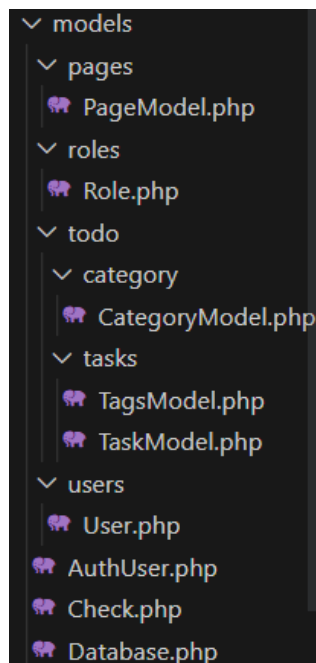 models
pages
PageModel.php
roles
Role.php
todo
category
CategoryModel.php
tasks
TagsModel.php
TaskModel.php
users
User.php
AuthUser.php
Check.php
Database.php